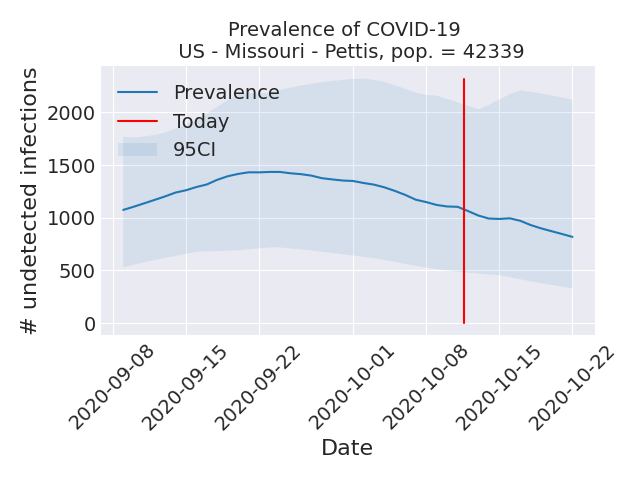 Prevalence of COVID-19
US - Missouri - Pettis, pop. = 42339
# undetected infections
2000
1500
1000
500
0
Prevalence
Today
95CI
2020-09-08
2020-09-15
2020-09-22
2020-10-01
2020-10-08
2020-10-15
2020-10-22
Date